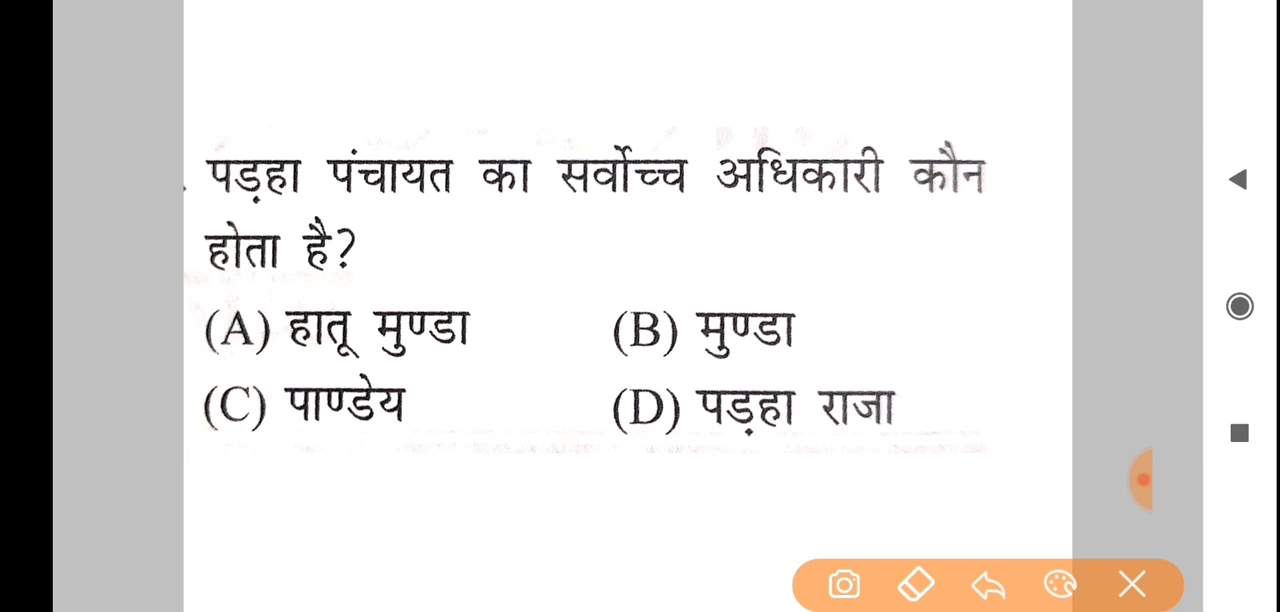 पड़हा पंचायत का सर्वोच्च अधिकारी कौन
होता है?
(A) हातू मुण्डा (B) मुण्डा
(C) पाण्डेय (D) पड़हा राजा